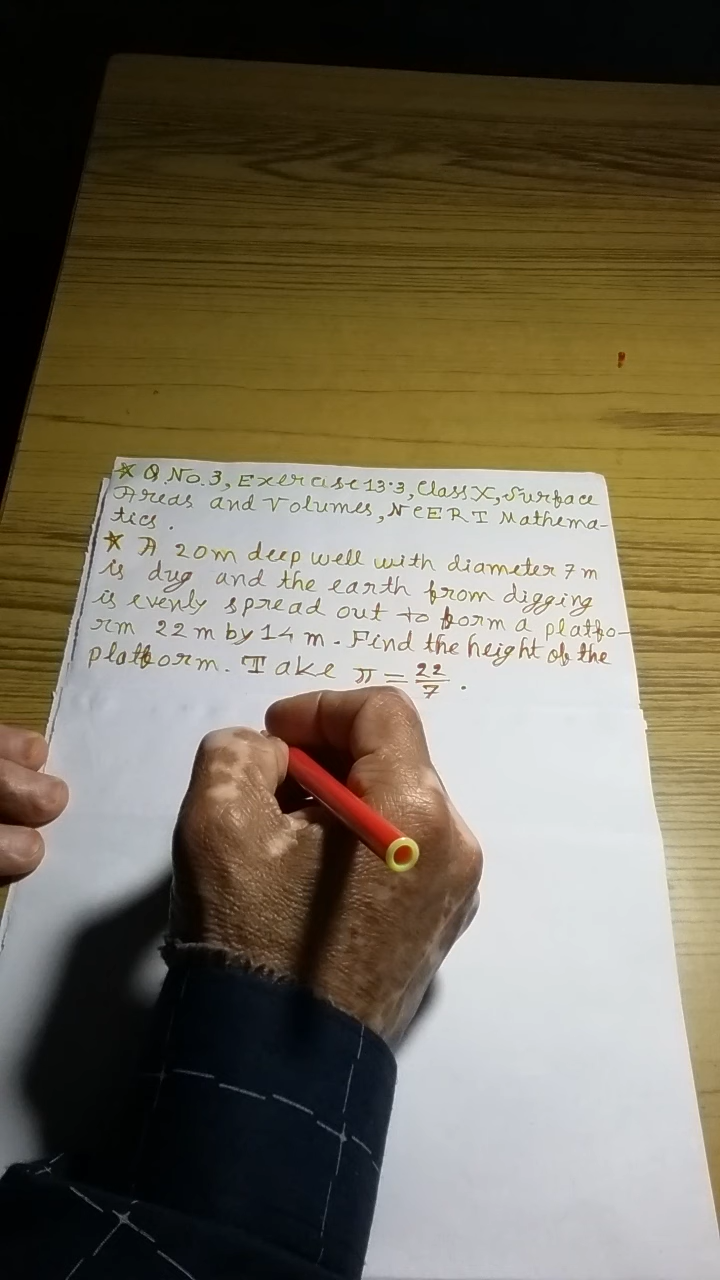 * Q No. 3, Exercise 13.3, Class X, Surface
Areas and Volumes, NCERT Mathema-
tics.
* A 20m deep well with diameter 7m
is dug and the earth from digging
is evenly spread out to form a platfo-
rm 22m by 14m. Find the height of the
platform. Take π = 22/7.